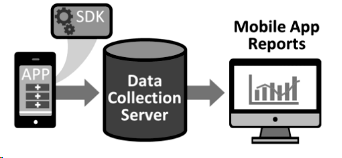 SDK
Mobile App
Reports
APP
Data
Collection
Server